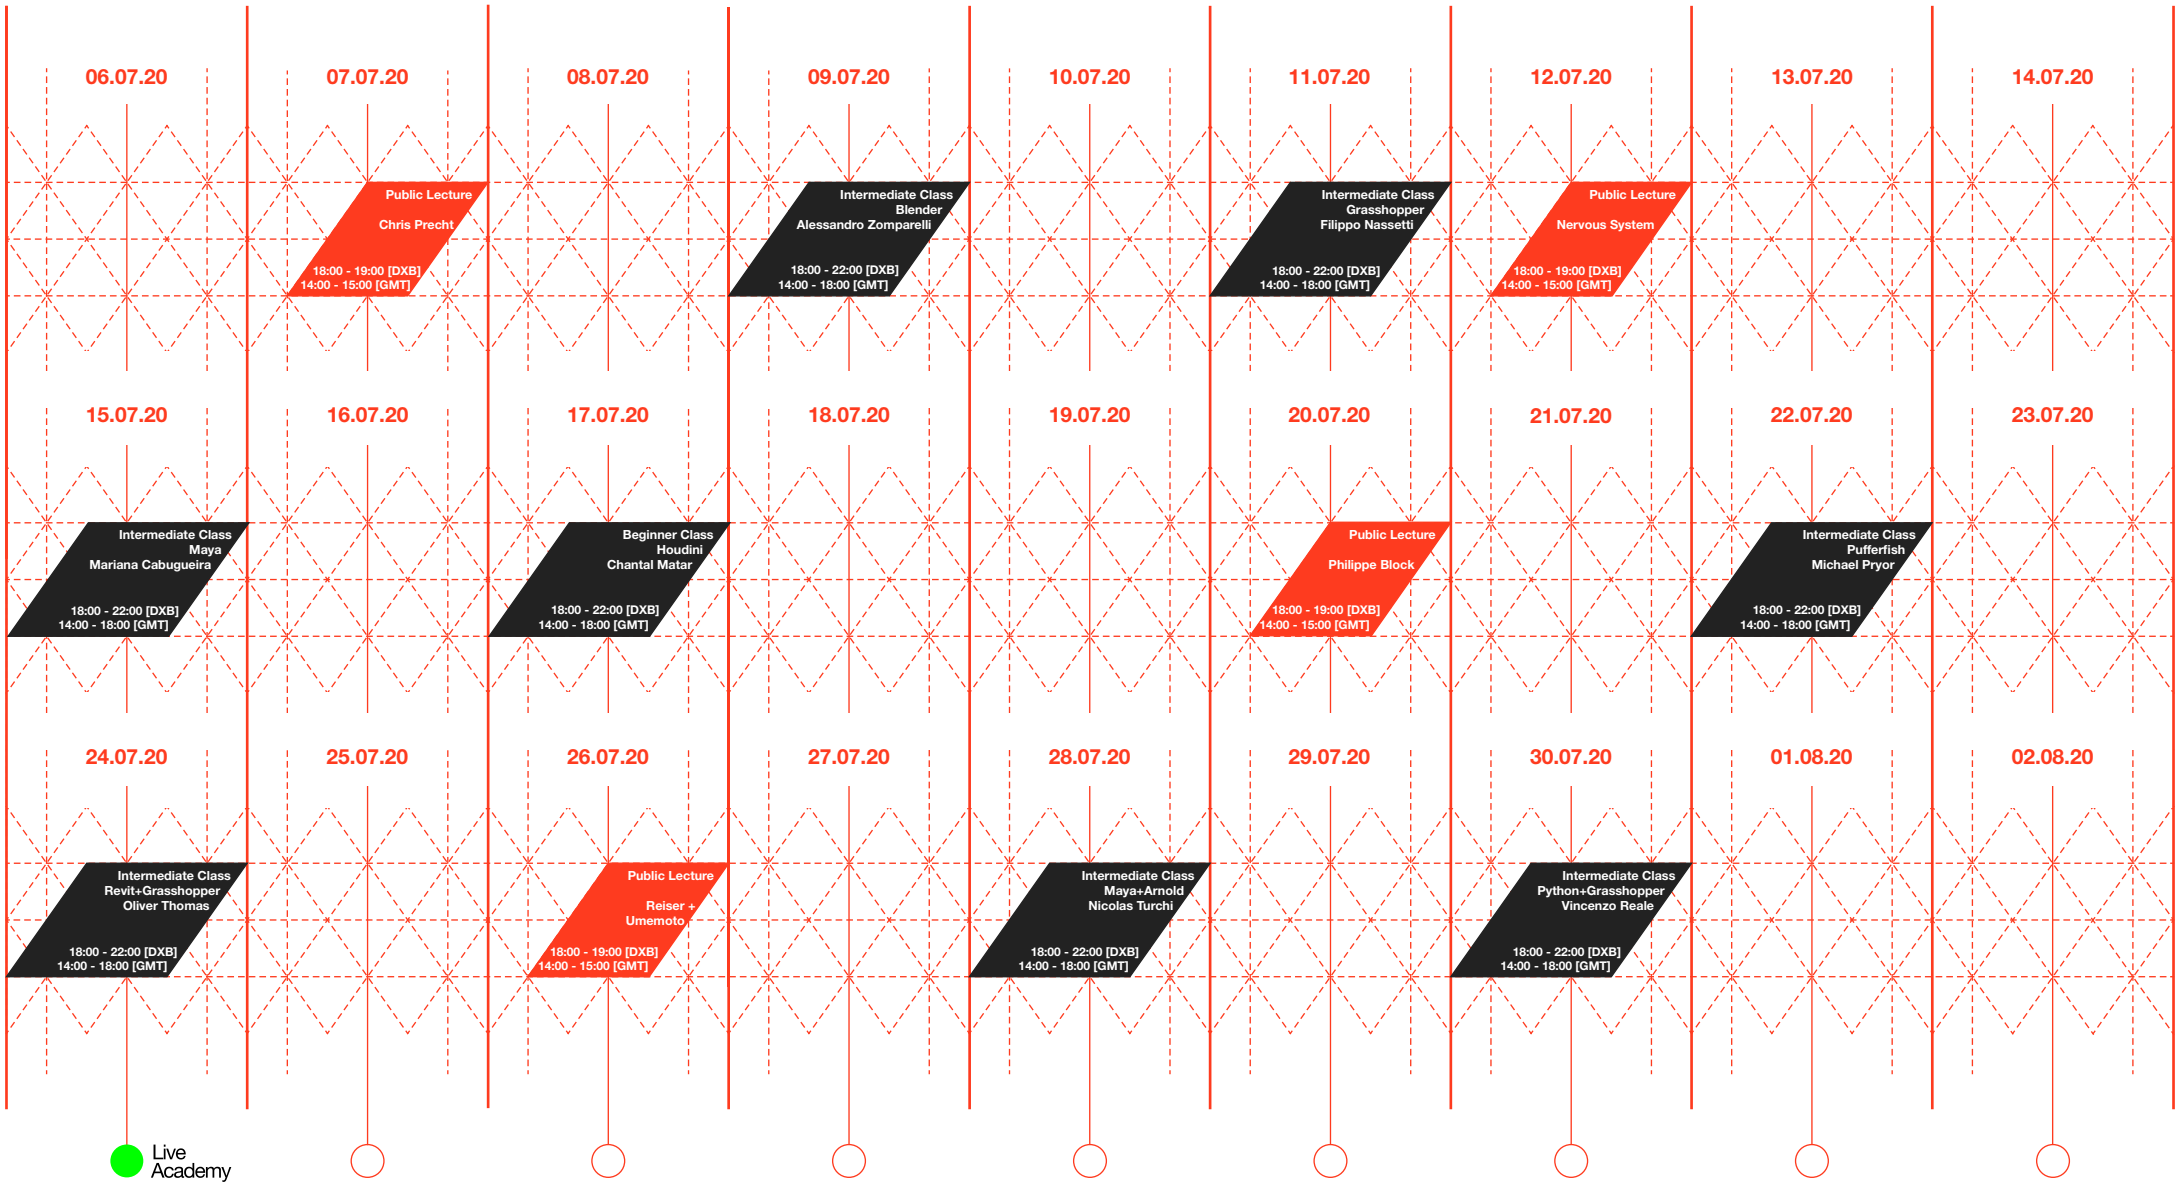 06.07.20
07.07.20
08.07.20
09.07.20
10.07.20
11.07.20
12.07.20
13.07.20
14.07.20
Public Lecture
Chris Precht
18:00 - 19:00 [DXB]
14:00 - 15:00 [GMT]
Intermediate Class
Blender
Alessandro Zomparelli
18:00 - 22:00 [DXB]
14:00 - 18:00 [GMT]
Intermediate Class
Grasshopper
Filippo Nassetti
18:00 - 22:00 [DXB]
14:00 - 18:00 [GMT]
Public Lecture
Nervous System
18:00 - 19:00 [DXB]
14:00 - 15:00 [GMT]
15.07.20
16.07.20
17.07.20
18.07.20
19.07.20
20.07.20
21.07.20
22.07.20
23.07.20
Intermediate Class
Maya
Mariana Cabugueira
18:00 - 22:00 [DXB]
14:00 - 18:00 [GMT]
Beginner Class
Houdini
Chantal Matar
18:00 - 22:00 [DXB]
14:00 - 18:00 [GMT]
Public Lecture
Philippe Block
18:00 - 19:00 [DXB]
14:00 - 15:00 [GMT]
Intermediate Class
Pufferfish
Michael Pryor
18:00 - 22:00 [DXB]
14:00 - 18:00 [GMT]
24.07.20
25.07.20
26.07.20
27.07.20
28.07.20
29.07.20
30.07.20
01.08.20
02.08.20
Intermediate Class
Revit+Grasshopper
Oliver Thomas
18:00 - 22:00 [DXB]
14:00 - 18:00 [GMT]
Public Lecture
Reiser +
Umemoto
18:00 - 19:00 [DXB]
14:00 - 15:00 [GMT]
Intermediate Class
Maya+Arnold
Nicolas Turchi
18:00 - 22:00 [DXB]
14:00 - 18:00 [GMT]
Intermediate Class
Python+Grasshopper
Vincenzo Reale
18:00 - 22:00 [DXB]
14:00 - 18:00 [GMT]
Live
Academy